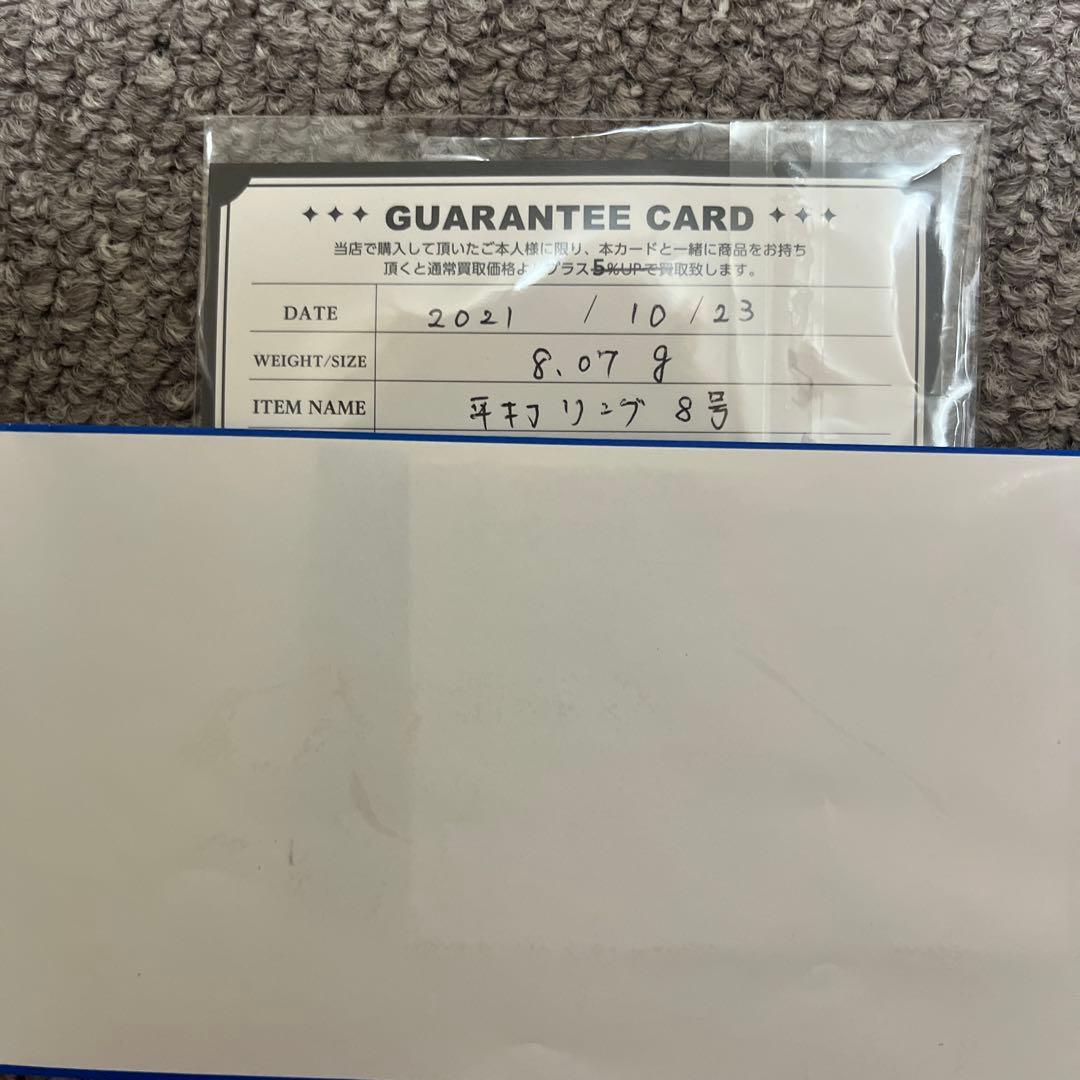 ✦✦✦ GUARANTEE CARD ✦✦✦
当店で購入して頂いたご本人様に限り、本カードと一緒に商品をお持ち
頂くと通常買取価格よりプラス5%UPで買取致します。
DATE 2021 / 10 / 23
WEIGHT/SIZE 8.07 g
ITEM NAME 平打リング 8号